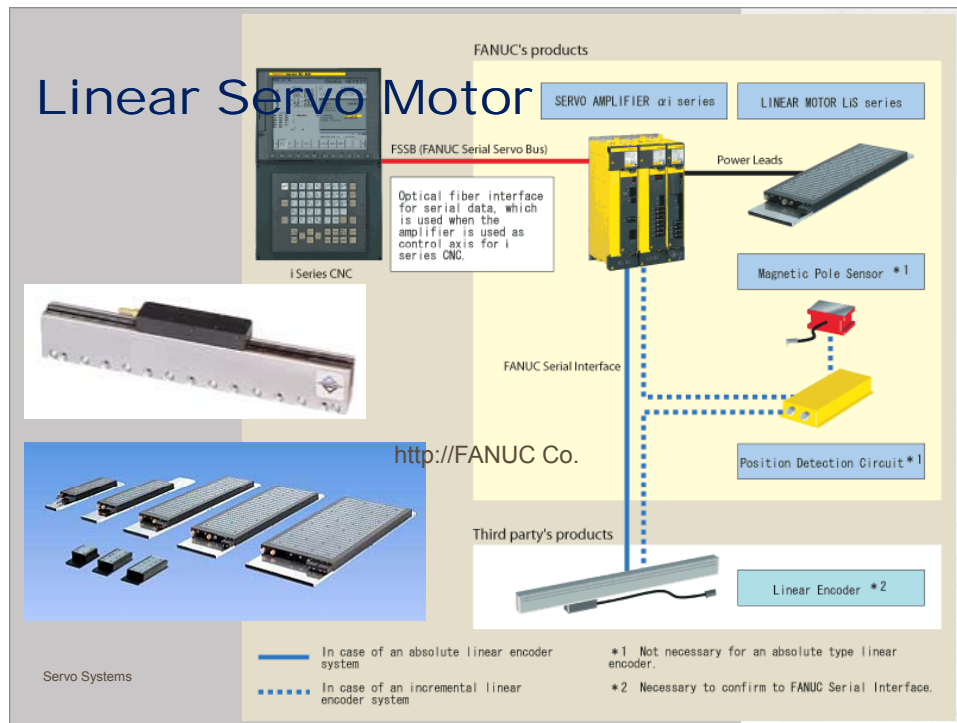 FANUC's products
Linear Servo Motor
SERVO AMPLIFIER αi series
LINEAR MOTOR LiS series
FSSB (FANUC Serial Servo Bus)
Power Leads
Optical fiber interface
for serial data, which
is used when the
amplifier is used as
control axis for i
series CNC.
i Series CNC
Magnetic Pole Sensor *1
FANUC Serial Interface
http://FANUC Co.
Position Detection Circuit*1
Third party's products
Linear Encoder *2
In case of an absolute linear encoder
system
In case of an incremental linear
encoder system
*1 Not necessary for an absolute type linear
encoder.
*2 Necessary to confirm to FANUC Serial Interface.
Servo Systems